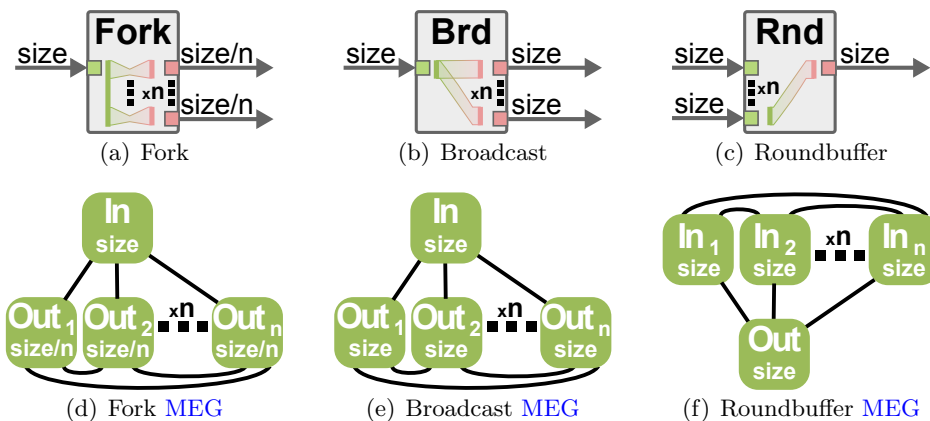 Fork
size
size/n
xn
size/n
(a) Fork
Brd
size
size
xn
size
(b) Broadcast
Rnd
size
size
xn
size
(c) Roundbuffer
In
size
Out 1
size/n
Out 2
size/n
xn
Out n
size/n
(d) Fork MEG
In
size
Out 1
size
Out 2
size
xn
Out n
size
(e) Broadcast MEG
In 1
size
In 2
size
xn
In n
size
Out
size
(f) Roundbuffer MEG